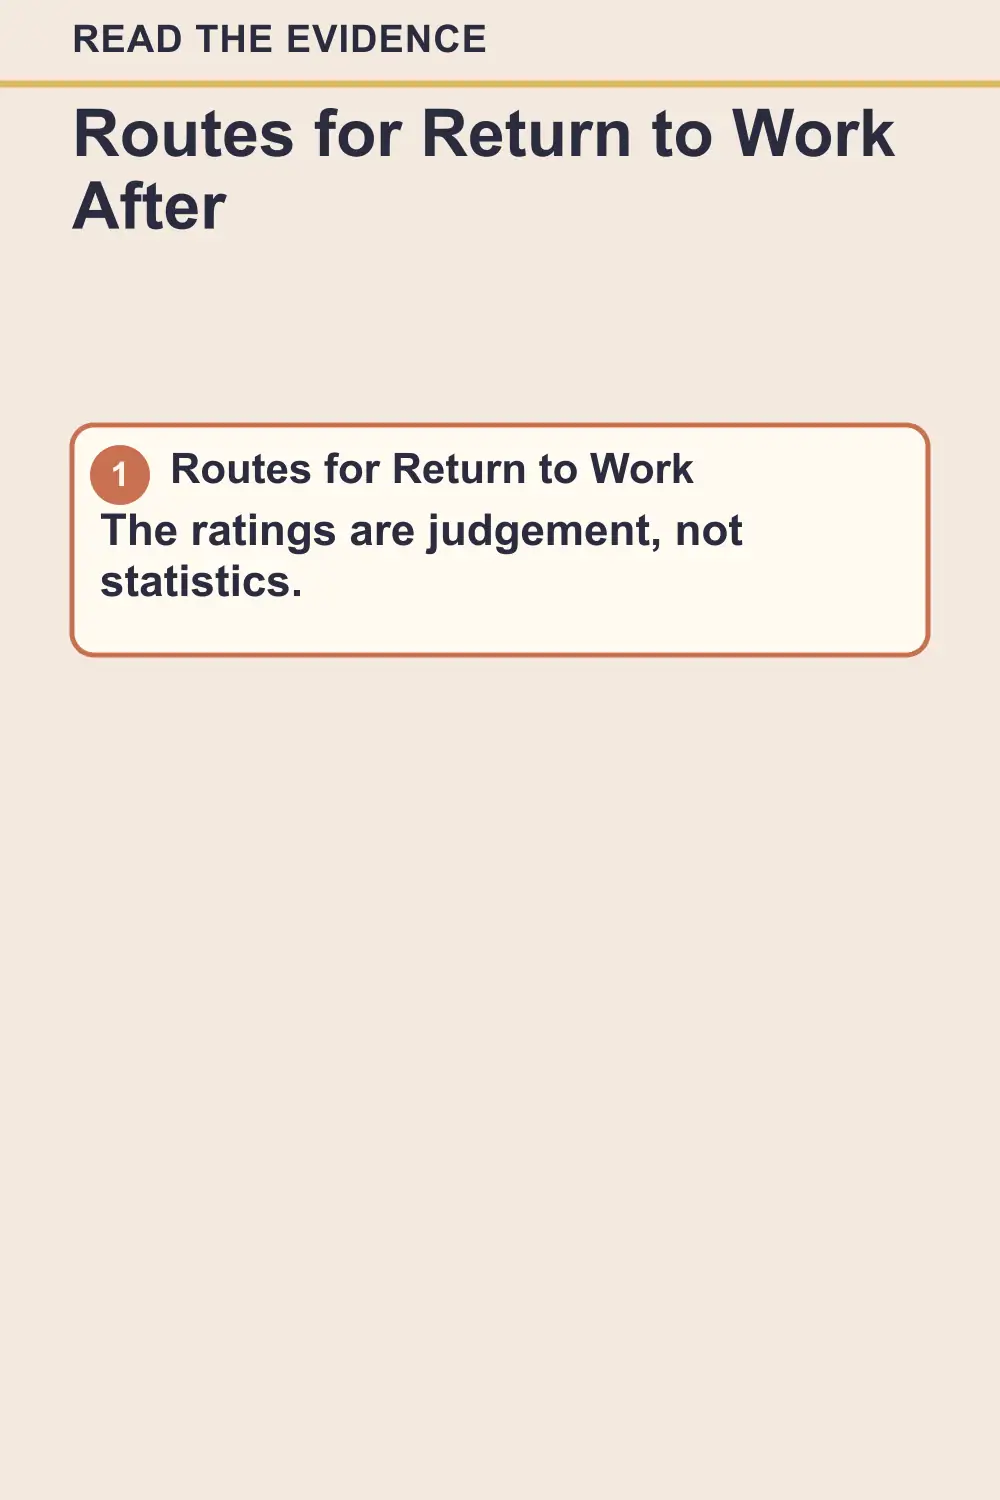 READ THE EVIDENCE
Routes for Return to Work
After
1 Routes for Return to Work
The ratings are judgement, not
statistics.